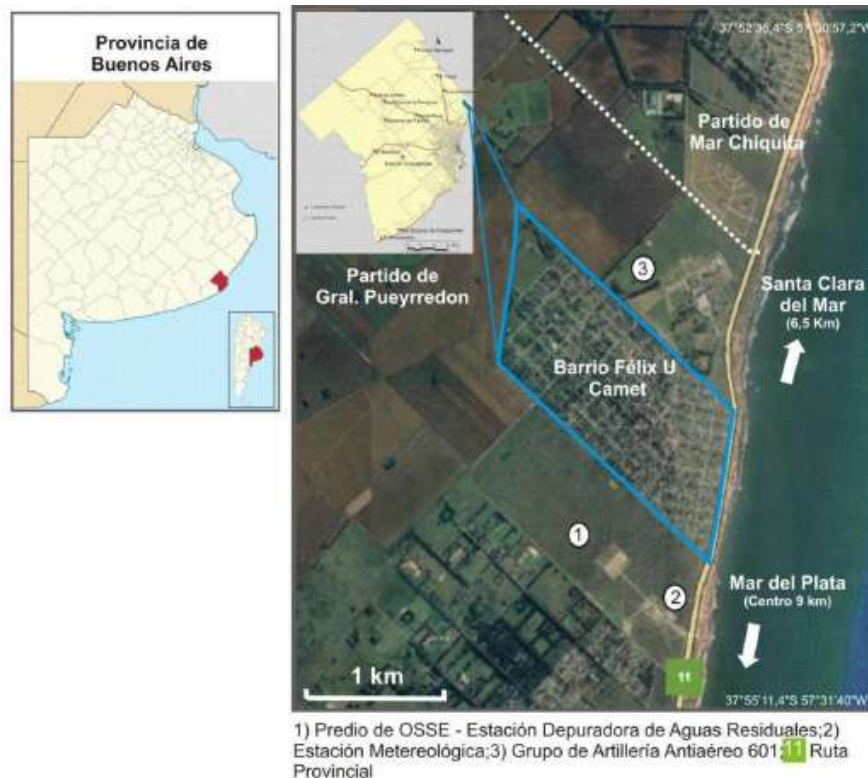 Provincia de
Buenos Aires
37°52'36,4"S 57°30'57,2"W
Partido de
Mar Chiquita
Partido de
Gral. Pueyrredon
3
Santa Clara
del Mar
(6,5 Km)
Barrio Félix U
Camet
1
2
Mar del Plata
(Centro 9 km)
1 km
11
37°55'11,4"S 57°31'40"W
1) Predio de OSSE - Estación Depuradora de Aguas Residuales;2)
Estación Metereológica;3) Grupo de Artillería Antiaéreo 601; 11 Ruta
Provincial